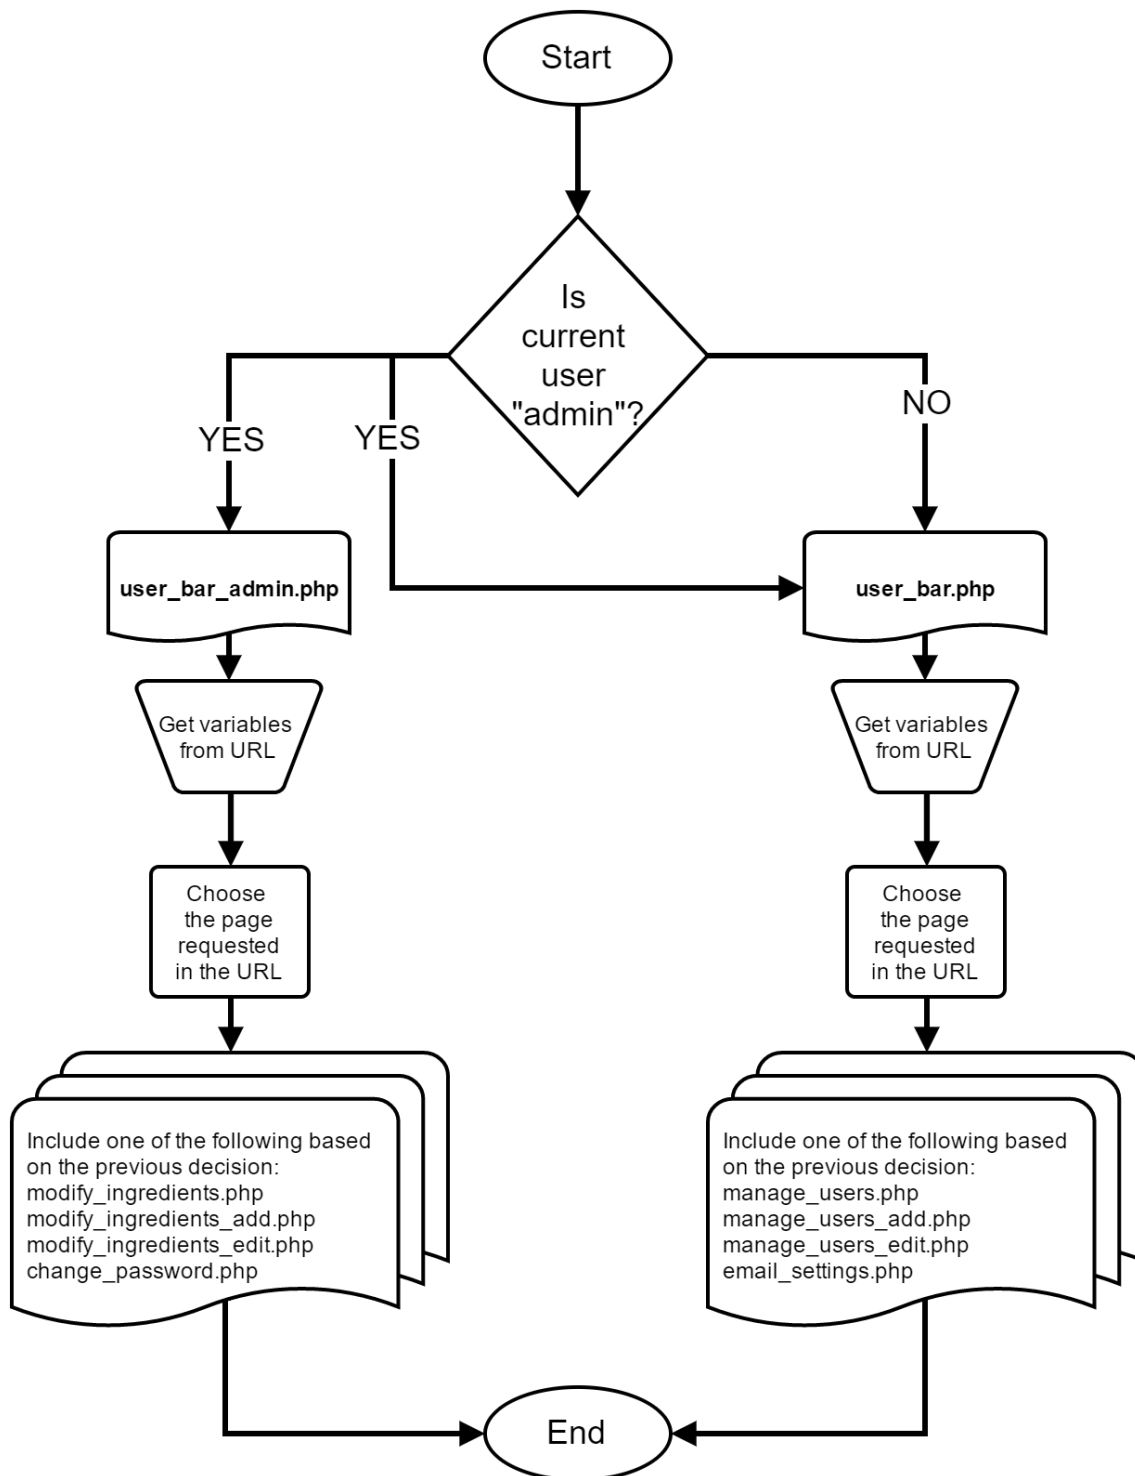 Start
Is
current
user
"admin"?
YES
YES
NO
user_bar_admin.php
user_bar.php
Get variables
from URL
Get variables
from URL
Choose
the page
requested
in the URL
Choose
the page
requested
in the URL
Include one of the following based
on the previous decision:
modify_ingredients.php
modify_ingredients_add.php
modify_ingredients_edit.php
change_password.php
Include one of the following based
on the previous decision:
manage_users.php
manage_users_add.php
manage_users_edit.php
email_settings.php
End